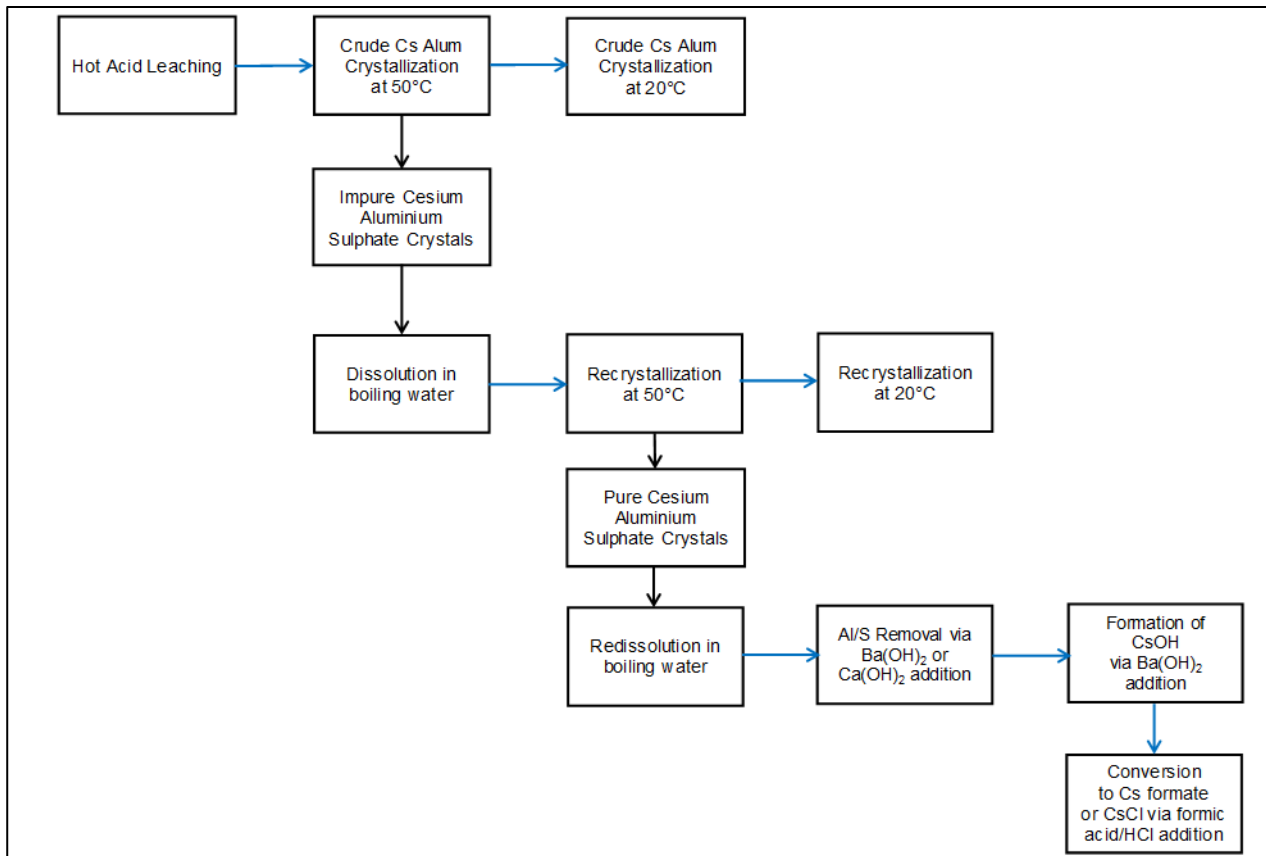 Hot Acid Leaching
Crude Cs Alum
Crystallization
at 50°C
Crude Cs Alum
Crystallization
at 20°C
Impure Cesium
Aluminium
Sulphate Crystals
Dissolution in
boiling water
Recrystallization
at 50°C
Recrystallization
at 20°C
Pure Cesium
Aluminium
Sulphate Crystals
Redissolution in
boiling water
Al/S Removal via
Ba(OH)₂ or
Ca(OH)₂ addition
Formation of
CsOH
via Ba(OH)₂
addition
Conversion
to Cs formate
or CsCl via formic
acid/HCl addition